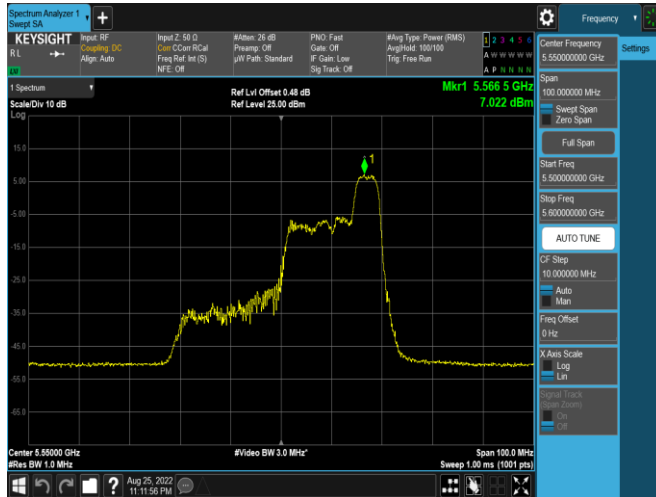 Spectrum Analyzer 1
Swept SA
+
Frequency
KEYSIGHT
Input: RF
Input Z: 50 Ω
#Atten: 26 dB
PNO: Fast
#Avg Type: Power (RMS)
1 2 3 4 5 6
RL
Coupling: DC
Corr CCorr RCal
Preamp: Off
Gate: Off
Avg|Hold: 100/100
A W W W W W
Align: Auto
Freq Ref: Int (S)
µW Path: Standard
IF Gain: Low
Trig: Free Run
NFE: Off
Sig Track: Off
A P N N N N
1 Spectrum
Scale/Div 10 dB
Log
Ref Lvl Offset 0.48 dB
Ref Level 25.00 dBm
Mkr1 5.566 5 GHz
7.022 dBm
1
15.0
5.00
-5.00
-15.0
-25.0
-35.0
-45.0
-55.0
-65.0
Center 5.55000 GHz
#Video BW 3.0 MHz*
Span 100.0 MHz
#Res BW 1.0 MHz
Sweep 1.00 ms (1001 pts)
Aug 25, 2022
11:11:56 PM
?
Settings
Center Frequency
5.550000000 GHz
Span
100.000000 MHz
Swept Span
Zero Span
Full Span
Start Freq
5.500000000 GHz
Stop Freq
5.600000000 GHz
AUTO TUNE
CF Step
10.000000 MHz
Auto
Man
Freq Offset
0 Hz
X Axis Scale
Log
Lin
Signal Track
(Span Zoom)
On
Off